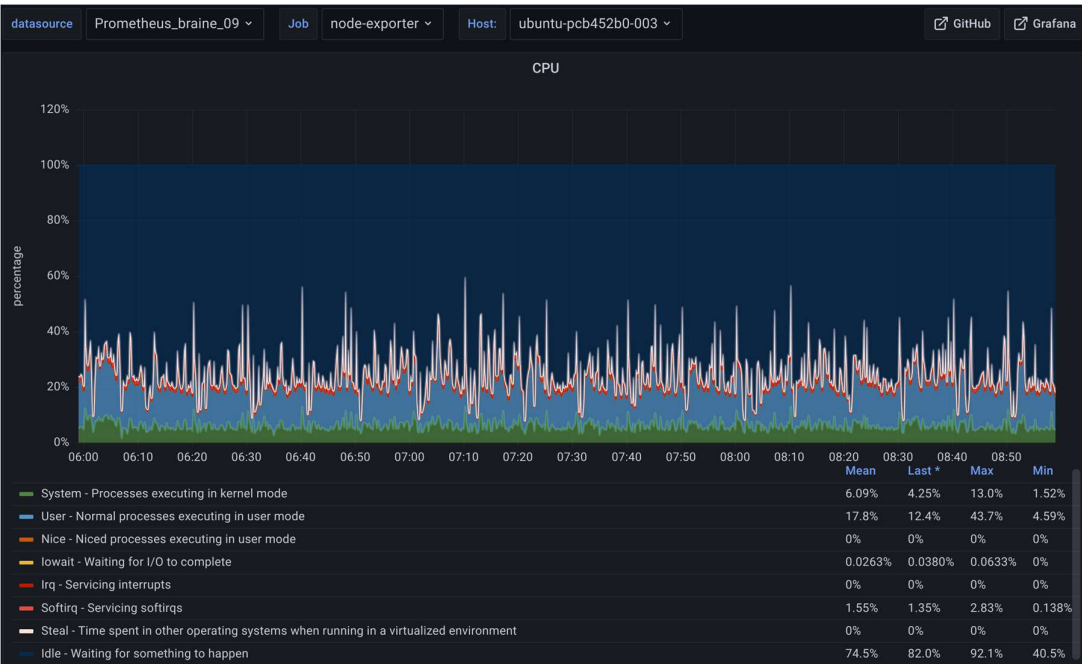 datasource Prometheus_braine_09 Job node-exporter Host: ubuntu-pcb452b0-003 GitHub Grafana
CPU
120%
100%
80%
60%
40%
20%
0%
percentage
06:00 06:10 06:20 06:30 06:40 06:50 07:00 07:10 07:20 07:30 07:40 07:50 08:00 08:10 08:20 08:30 08:40 08:50
Mean Last * Max Min
System - Processes executing in kernel mode 6.09% 4.25% 13.0% 1.52%
User - Normal processes executing in user mode 17.8% 12.4% 43.7% 4.59%
Nice - Niced processes executing in user mode 0% 0% 0% 0%
Iowait - Waiting for I/O to complete 0.0263% 0.0380% 0.0633% 0%
Irq - Servicing interrupts 0% 0% 0% 0%
Softirq - Servicing softirqs 1.55% 1.35% 2.83% 0.138%
Steal - Time spent in other operating systems when running in a virtualized environment 0% 0% 0% 0%
Idle - Waiting for something to happen 74.5% 82.0% 92.1% 40.5%